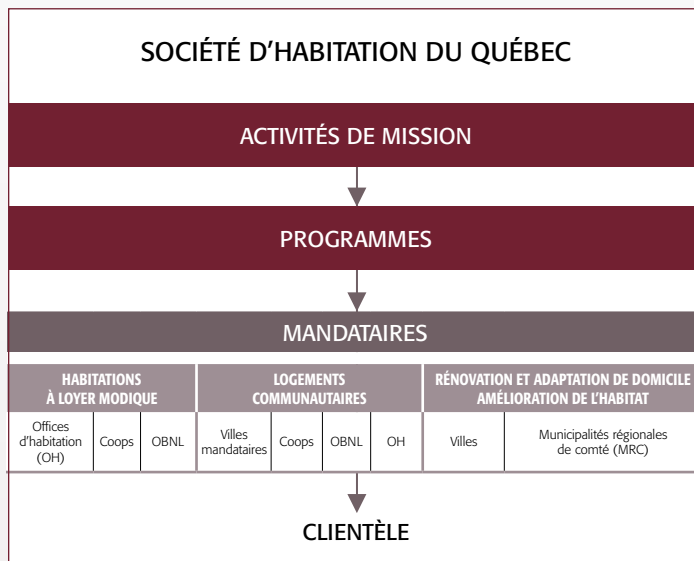 SOCIÉTÉ D’HABITATION DU QUÉBEC
ACTIVITÉS DE MISSION
PROGRAMMES
MANDATAIRES
HABITATIONS
À LOYER MODIQUE
LOGEMENTS
COMMUNAUTAIRES
RÉNOVATION ET ADAPTATION DE DOMICILE
AMÉLIORATION DE L’HABITAT
Offices
d’habitation
(OH)
Coops
OBNL
Villes
mandataires
Coops
OBNL
OH
Villes
Municipalités régionales
de comté (MRC)
CLIENTÈLE